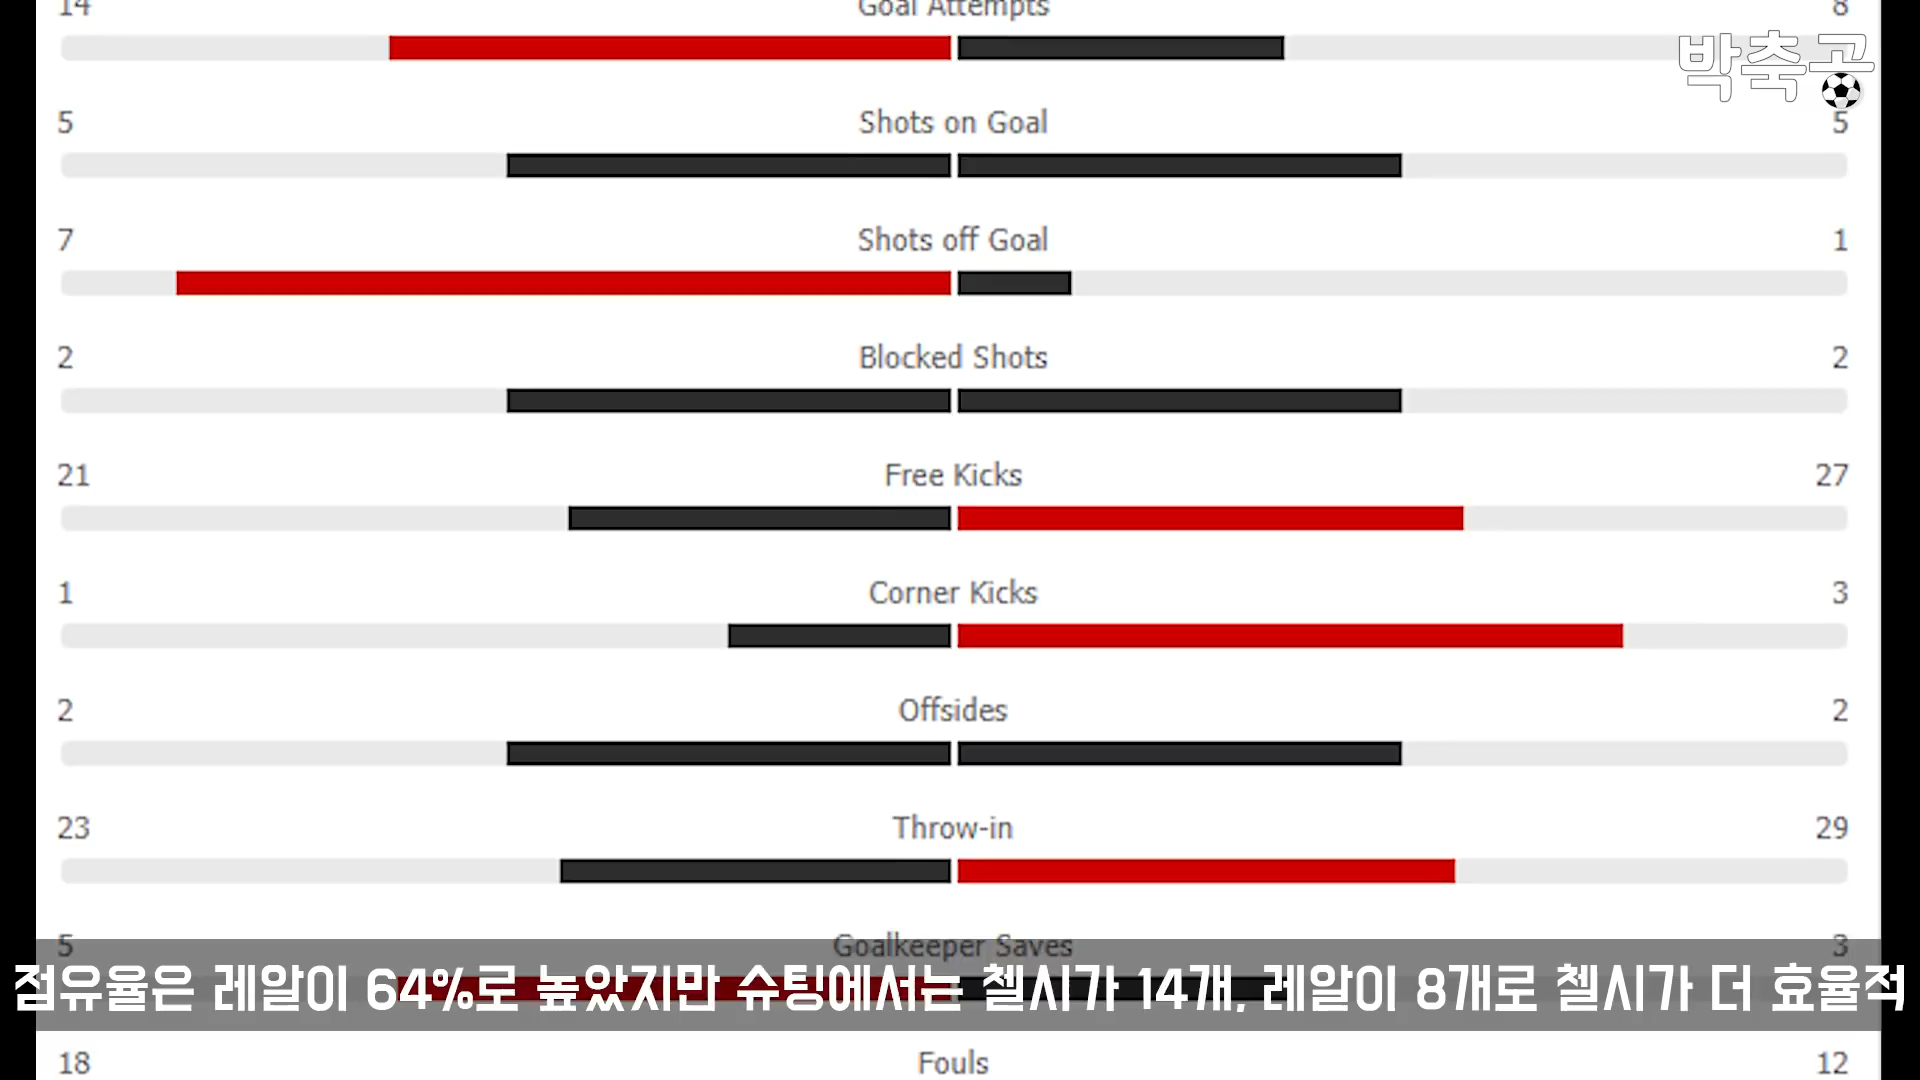 14 Goal Attempts 8
박축공
5 Shots on Goal 5
7 Shots off Goal 1
2 Blocked Shots 2
21 Free Kicks 27
1 Corner Kicks 3
2 Offsides 2
23 Throw-in 29
5 Goalkeeper Saves 3
점유율은 레알이 64%로 높았지만 슈팅에서는 첼시가 14개, 레알이 8개로 첼시가 더 효율적
18 Fouls 12